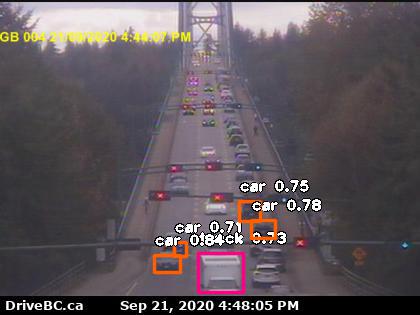 GB 004 21/09/2020 4:44:07 PM
car 0.75
car 0.78
car 0.71
car 0.84
truck 0.73
DriveBC.ca Sep 21, 2020 4:48:05 PM